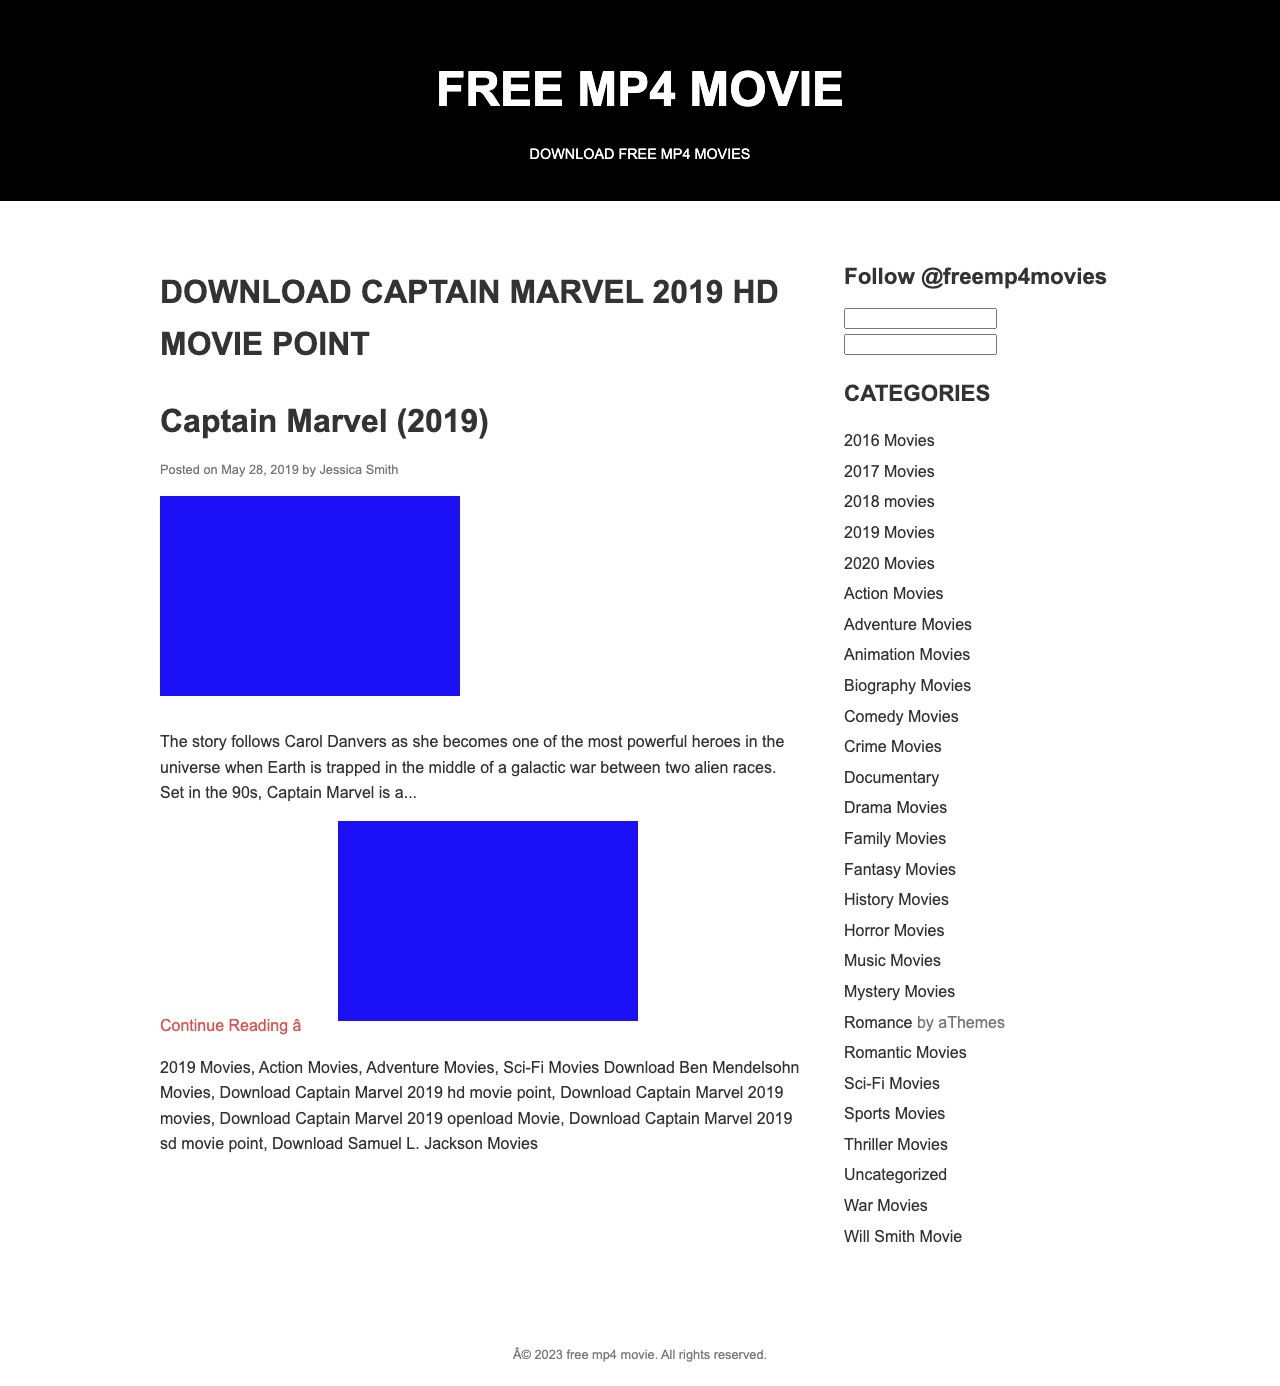 FREE MP4 MOVIE
DOWNLOAD FREE MP4 MOVIES
DOWNLOAD CAPTAIN MARVEL 2019 HD
MOVIE POINT
Captain Marvel (2019)
Posted on May 28, 2019 by Jessica Smith
The story follows Carol Danvers as she becomes one of the most powerful heroes in the
universe when Earth is trapped in the middle of a galactic war between two alien races.
Set in the 90s, Captain Marvel is a...
Continue Reading â
2019 Movies, Action Movies, Adventure Movies, Sci-Fi Movies Download Ben Mendelsohn
Movies, Download Captain Marvel 2019 hd movie point, Download Captain Marvel 2019
movies, Download Captain Marvel 2019 openload Movie, Download Captain Marvel 2019
sd movie point, Download Samuel L. Jackson Movies
Follow @freemp4movies
CATEGORIES
2016 Movies
2017 Movies
2018 movies
2019 Movies
2020 Movies
Action Movies
Adventure Movies
Animation Movies
Biography Movies
Comedy Movies
Crime Movies
Documentary
Drama Movies
Family Movies
Fantasy Movies
History Movies
Horror Movies
Music Movies
Mystery Movies
Romance by aThemes
Romantic Movies
Sci-Fi Movies
Sports Movies
Thriller Movies
Uncategorized
War Movies
Will Smith Movie
Â© 2023 free mp4 movie. All rights reserved.